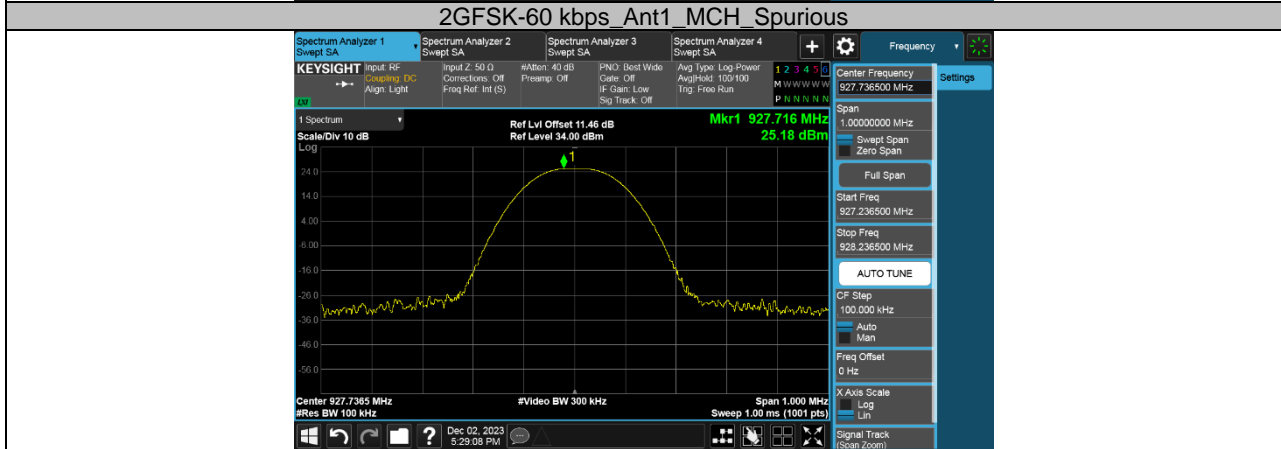 2GFSK-60 kbps_Ant1_MCH_Spurious
Spectrum Analyzer 1
Swept SA
Spectrum Analyzer 2
Swept SA
Spectrum Analyzer 3
Swept SA
Spectrum Analyzer 4
Swept SA
+
Frequency
KEYSIGHT
Input: RF
Coupling: DC
Align: Light
Input Z: 50 Ω
Corrections: Off
Freq Ref: Int (S)
#Atten: 40 dB
Preamp: Off
PNO: Best Wide
Gate: Off
IF Gain: Low
Sig Track: Off
Avg Type: Log-Power
Avg|Hold: 100/100
Trig: Free Run
1 2 3 4 5 6
M W W W W W
P N N N N N
LXI
1 Spectrum
Scale/Div 10 dB
Log
Ref Lvl Offset 11.46 dB
Ref Level 34.00 dBm
Mkr1 927.716 MHz
25.18 dBm
1
24.0
14.0
4.00
-6.00
-16.0
-26.0
-36.0
-46.0
-56.0
Center 927.7365 MHz
#Res BW 100 kHz
#Video BW 300 kHz
Span 1.000 MHz
Sweep 1.00 ms (1001 pts)
?
Dec 02, 2023
5:29:08 PM
Center Frequency
927.736500 MHz
Settings
Span
1.00000000 MHz
Swept Span
Zero Span
Full Span
Start Freq
927.236500 MHz
Stop Freq
928.236500 MHz
AUTO TUNE
CF Step
100.000 kHz
Auto
Man
Freq Offset
0 Hz
X Axis Scale
Log
Lin
Signal Track
(Span Zoom)